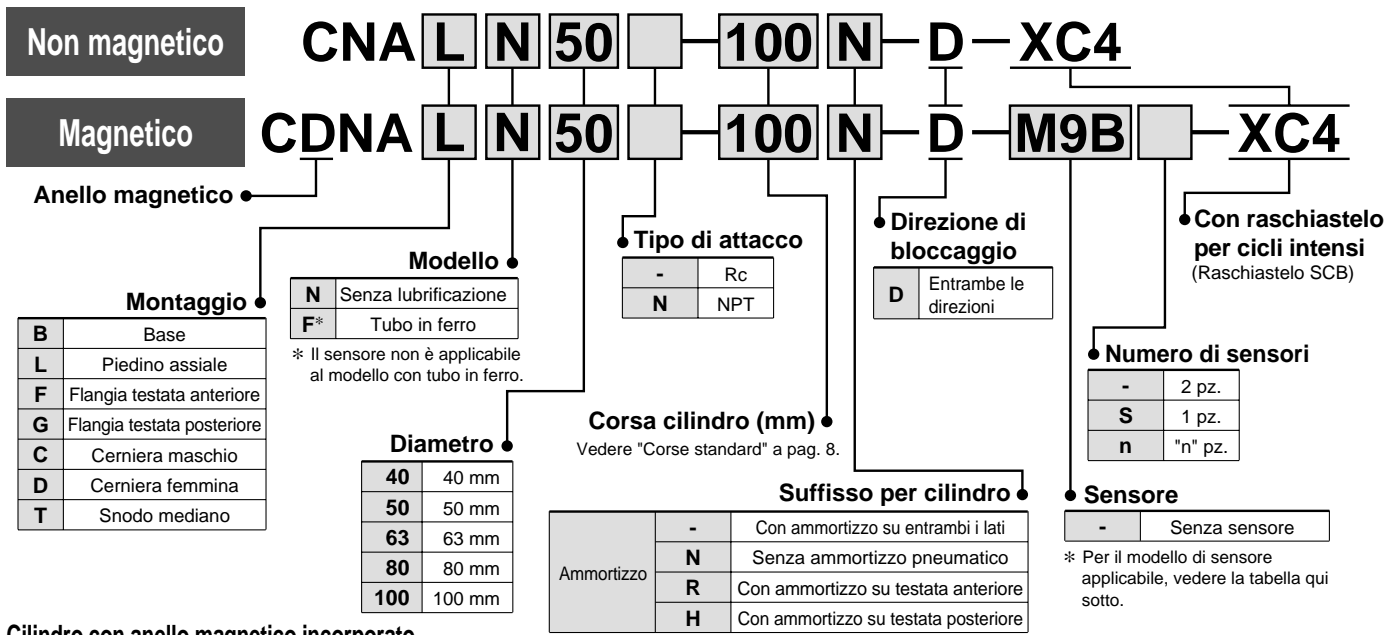 Non magnetico
CNA L N 50 — 100 N — D — XC4
Magnetico
CDNA L N 50 — 100 N — D — M9B — XC4
Anello magnetico
Montaggio
B Base
L Piedino assiale
F Flangia testata anteriore
G Flangia testata posteriore
C Cerniera maschio
D Cerniera femmina
T Snodo mediano
Modello
N Senza lubrificazione
F* Tubo in ferro
* Il sensore non è applicabile
al modello con tubo in ferro.
Diametro
40 40 mm
50 50 mm
63 63 mm
80 80 mm
100 100 mm
Tipo di attacco
- Rc
N NPT
Corsa cilindro (mm)
Vedere "Corse standard" a pag. 8.
Suffisso per cilindro
Ammortizzo
- Con ammortizzo su entrambi i lati
N Senza ammortizzo pneumatico
R Con ammortizzo su testata anteriore
H Con ammortizzo su testata posteriore
Direzione di
bloccaggio
D Entrambe le
direzioni
Con raschiastelo
per cicli intensi
(Raschiastelo SCB)
Numero di sensori
- 2 pz.
S 1 pz.
n "n" pz.
Sensore
- Senza sensore
* Per il modello di sensore
applicabile, vedere la tabella qui
sotto.
Cilindro con anello magnetico incorporato